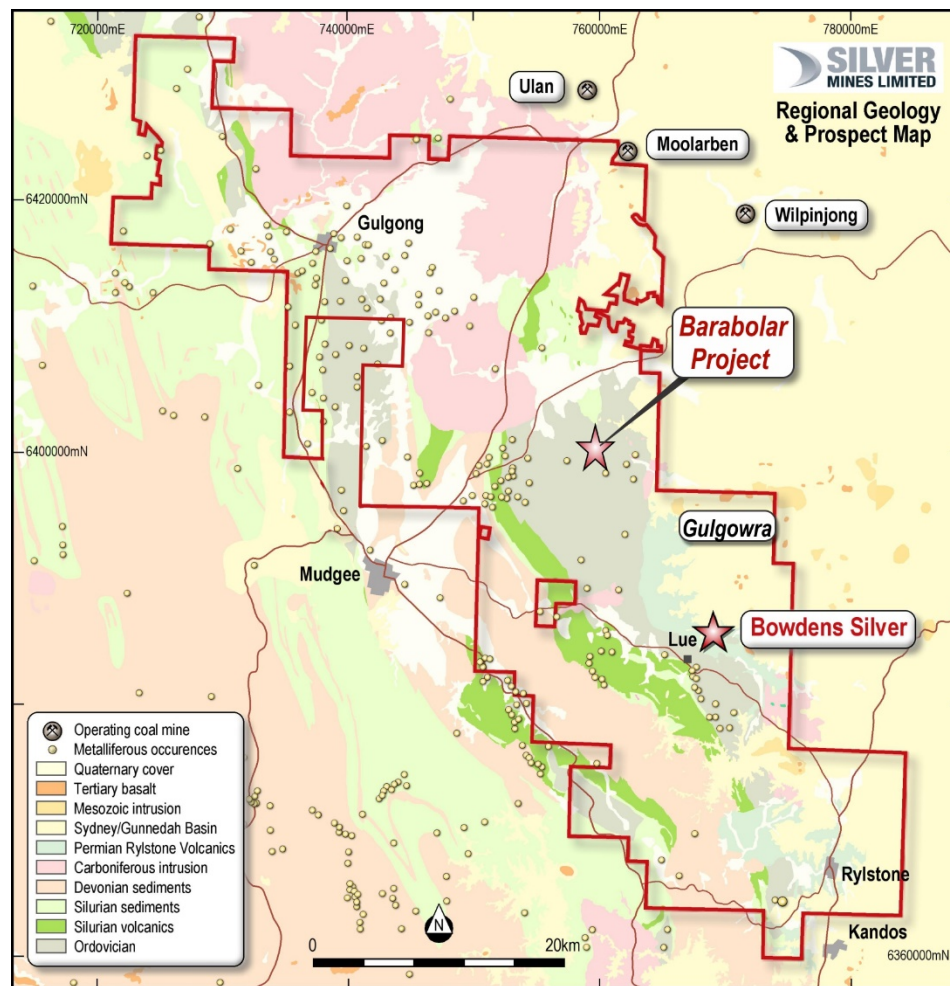 720000mE
740000mE
760000mE
780000mE
SILVER
MINES LIMITED
Regional Geology
& Prospect Map
Ulan
Moolarben
Wilpinjong
6420000mN
Gulgong
Barabolar
Project
6400000mN
Gulgowra
Mudgee
Lue
Bowdens Silver
Operating coal mine
Metalliferous occurences
Quaternary cover
Tertiary basalt
Mesozoic intrusion
Sydney/Gunnedah Basin
Permian Rylstone Volcanics
Carboniferous intrusion
Devonian sediments
Silurian sediments
Silurian volcanics
Ordovician
Rylstone
Kandos
N
0
20km
6360000mN